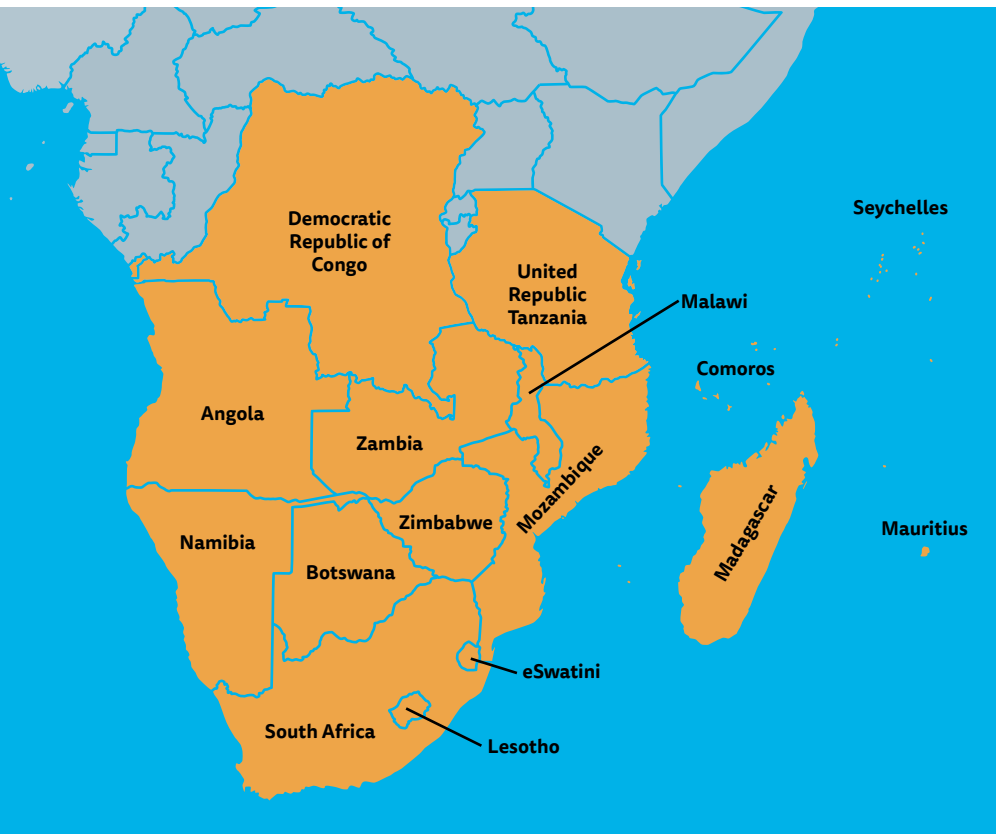 Democratic
Republic of
Congo
Seychelles
United
Republic
Tanzania
Malawi
Comoros
Angola
Zambia
Mozambique
Madagascar
Zimbabwe
Mauritius
Namibia
Botswana
eSwatini
South Africa
Lesotho